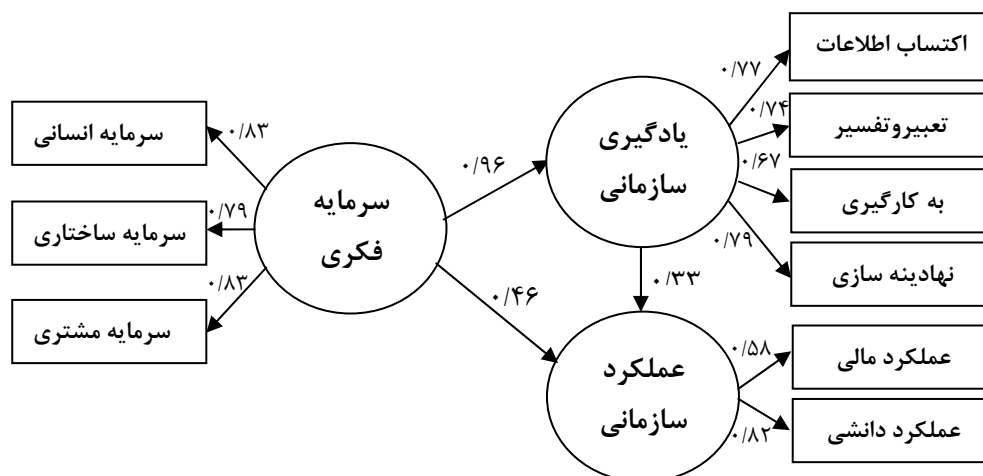 اکتساب اطلاعات
۰/۷۷
تعبیروتفسیر
۰/۷۴
یادگیری
سازمانی
۰/۶۷
به کارگیری
۰/۷۹
نهادینه سازی
۰/۹۶
سرمایه انسانی
۰/۸۳
سرمایه
فکری
۰/۷۹
سرمایه ساختاری
۰/۸۳
سرمایه مشتری
۰/۳۳
۰/۴۶
عملکرد
سازمانی
۰/۵۸
عملکرد مالی
۰/۸۲
عملکرد دانشی